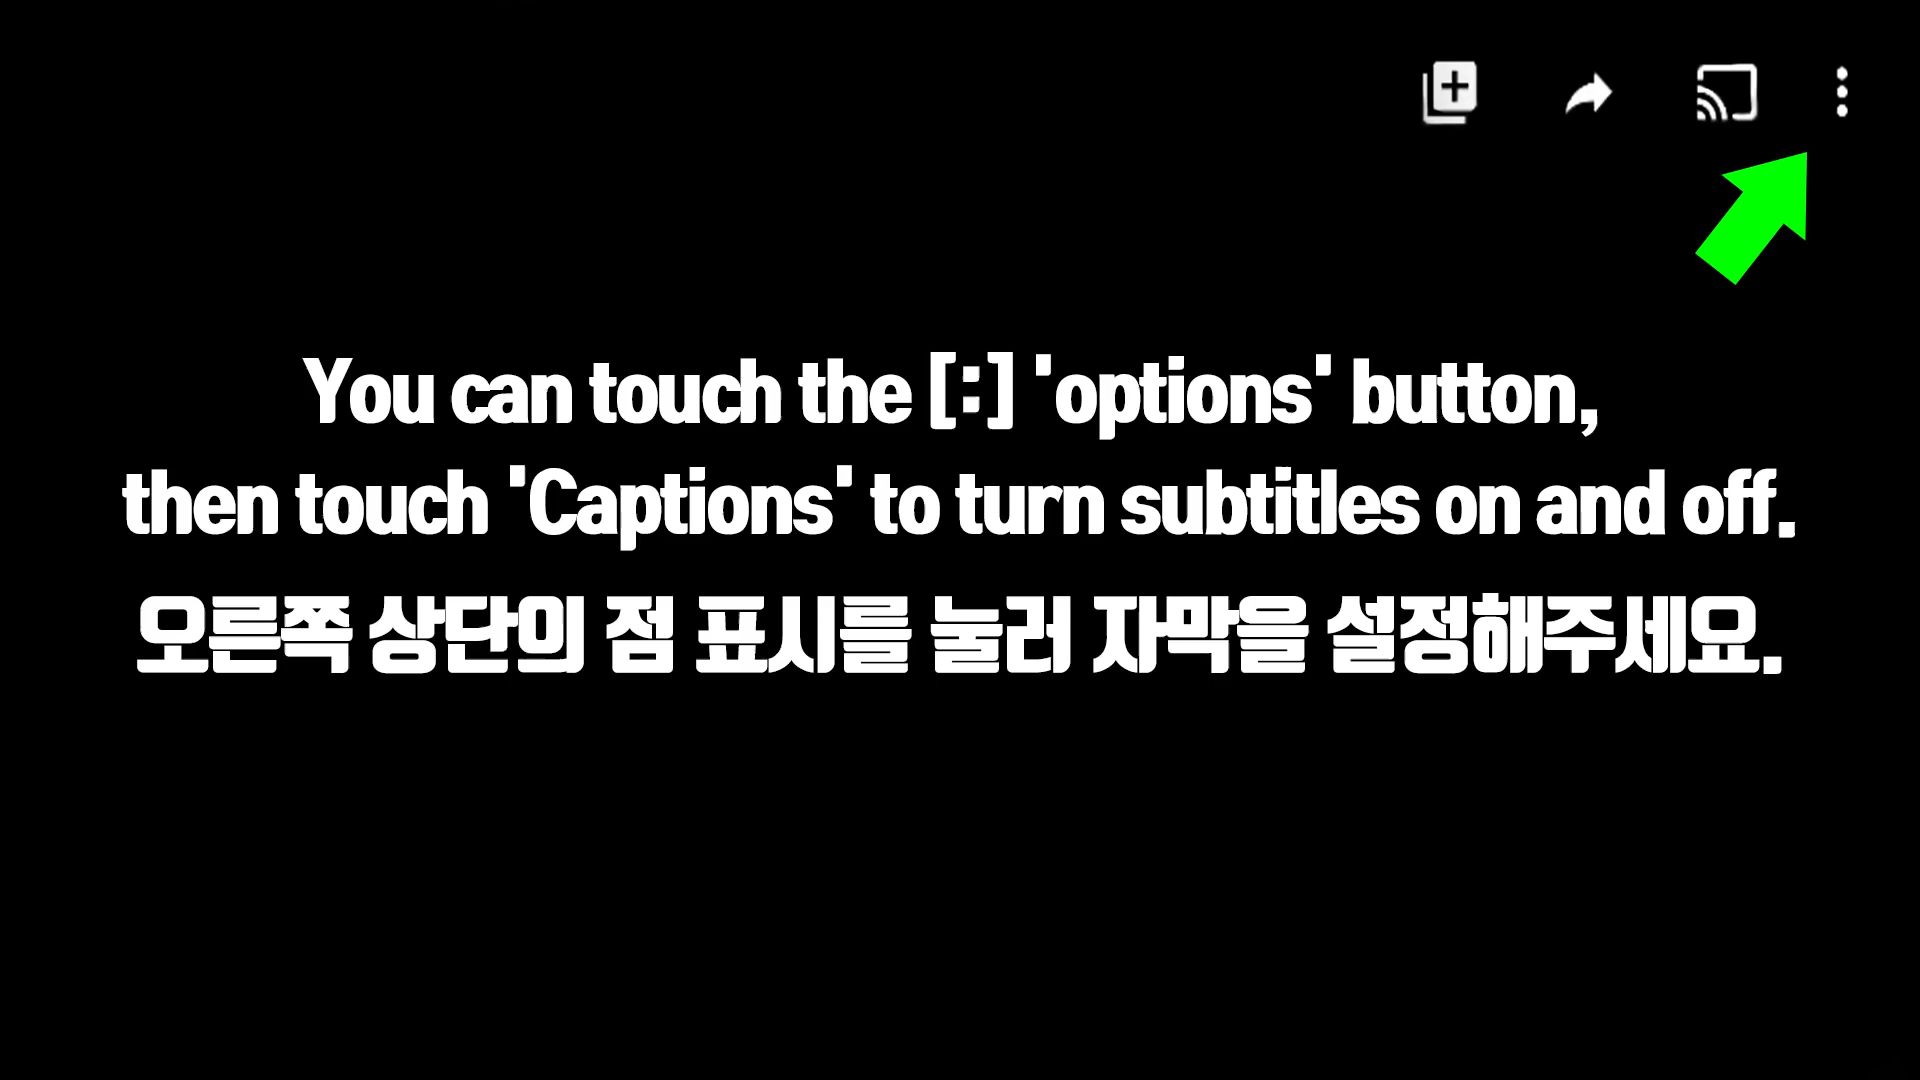 You can touch the [:] 'options' button,
then touch 'Captions' to turn subtitles on and off.
오른쪽 상단의 점 표시를 눌러 자막을 설정해주세요.